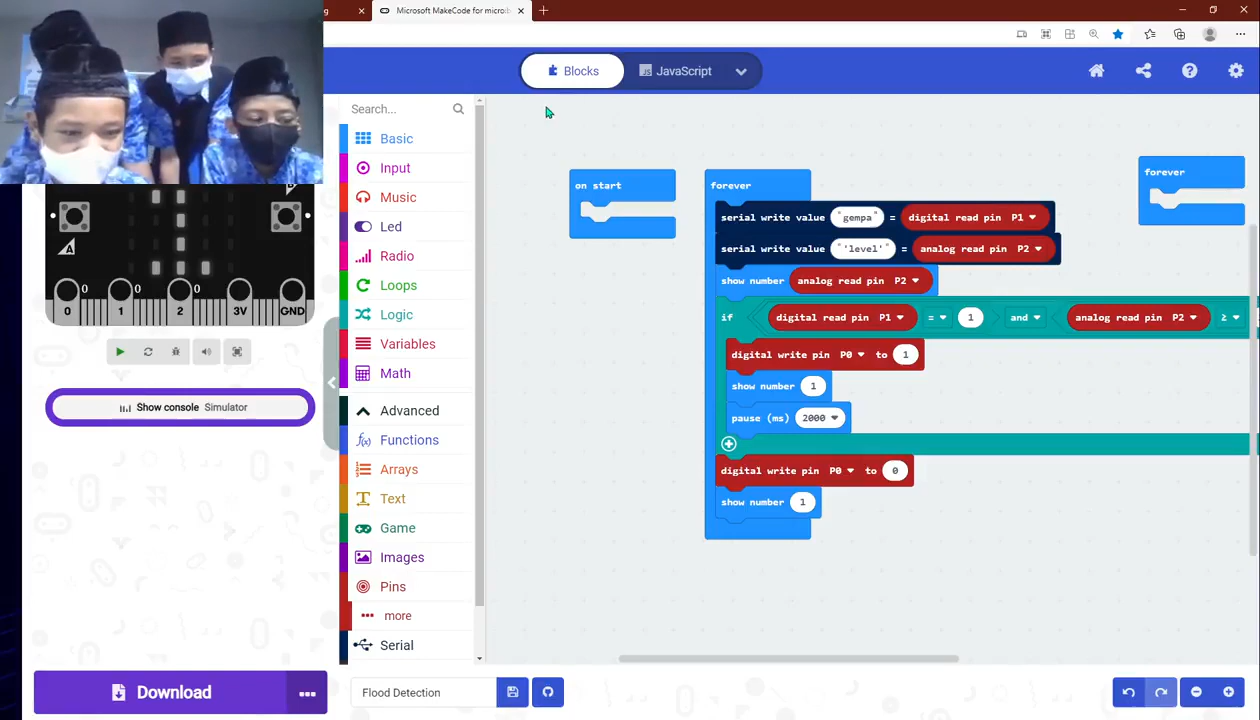 g
Microsoft MakeCode for microb
Blocks
JavaScript
Search...
Basic
Input
Music
Led
Radio
Loops
Logic
Variables
Math
Advanced
Functions
Arrays
Text
Game
Images
Pins
more
Serial
A
B
0
0
0
0 1 2 3V GND
Show console Simulator
Download
on start
forever
serial write value "gempa" = digital read pin P1
serial write value "'level'" = analog read pin P2
show number analog read pin P2
if digital read pin P1 = 1 and analog read pin P2 ≥
digital write pin P0 to 1
show number 1
pause (ms) 2000
digital write pin P0 to 0
show number 1
forever
Flood Detection